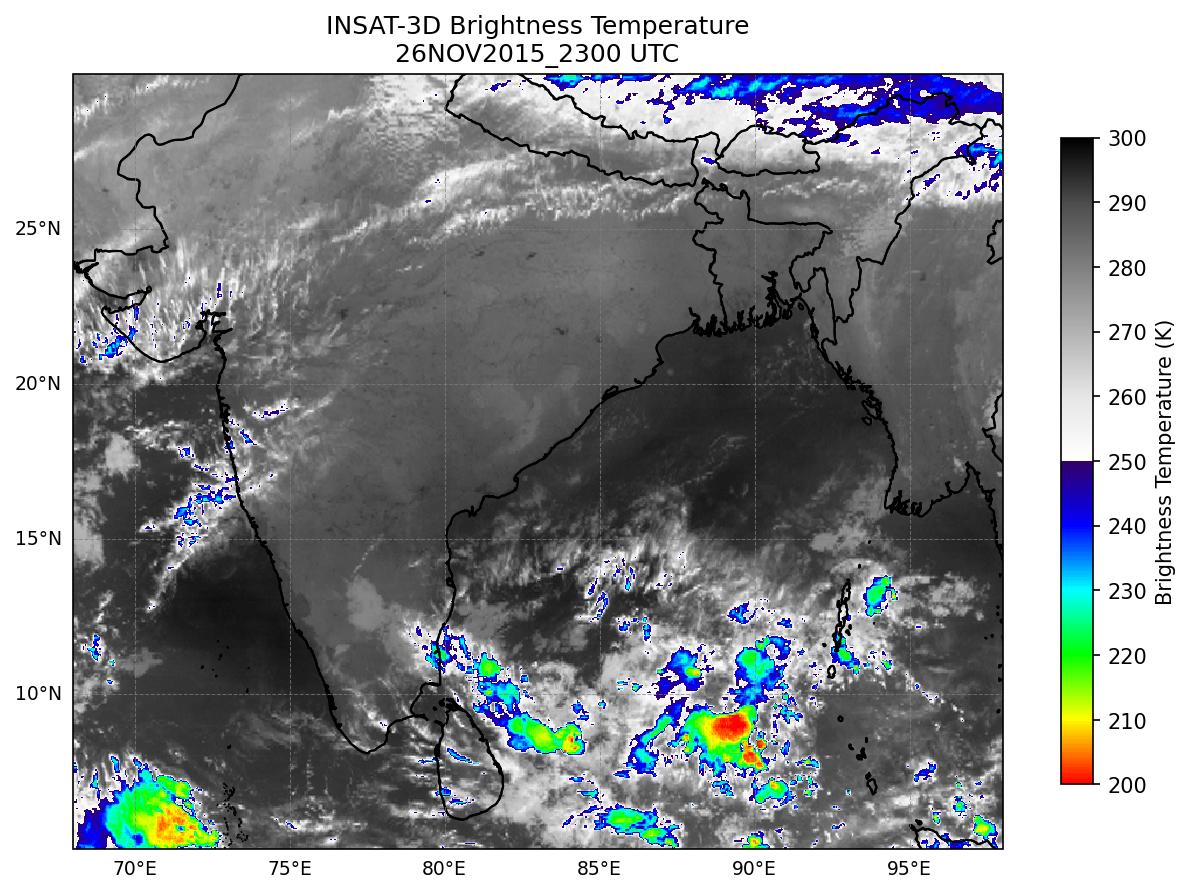 INSAT-3D Brightness Temperature
26NOV2015_2300 UTC
25°N
20°N
15°N
10°N
70°E
75°E
80°E
85°E
90°E
95°E
300
290
280
270
260
250
240
230
220
210
200
Brightness Temperature (K)